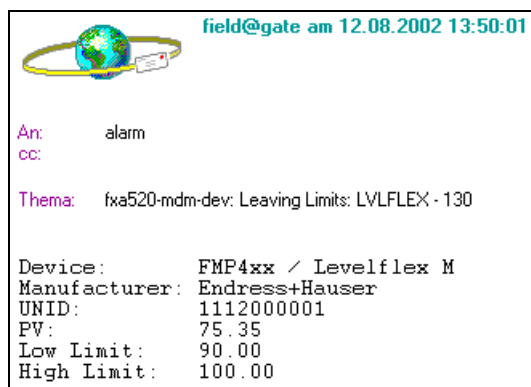 field@gate am 12.08.2002 13:50:01
An: alarm
cc:
Thema: fxa520-mdm-dev: Leaving Limits: LVLFLEX - 130
Device: FMP4xx / Levelflex M
Manufacturer: Endress+Hauser
UNID: 1112000001
PV: 75.35
Low Limit: 90.00
High Limit: 100.00